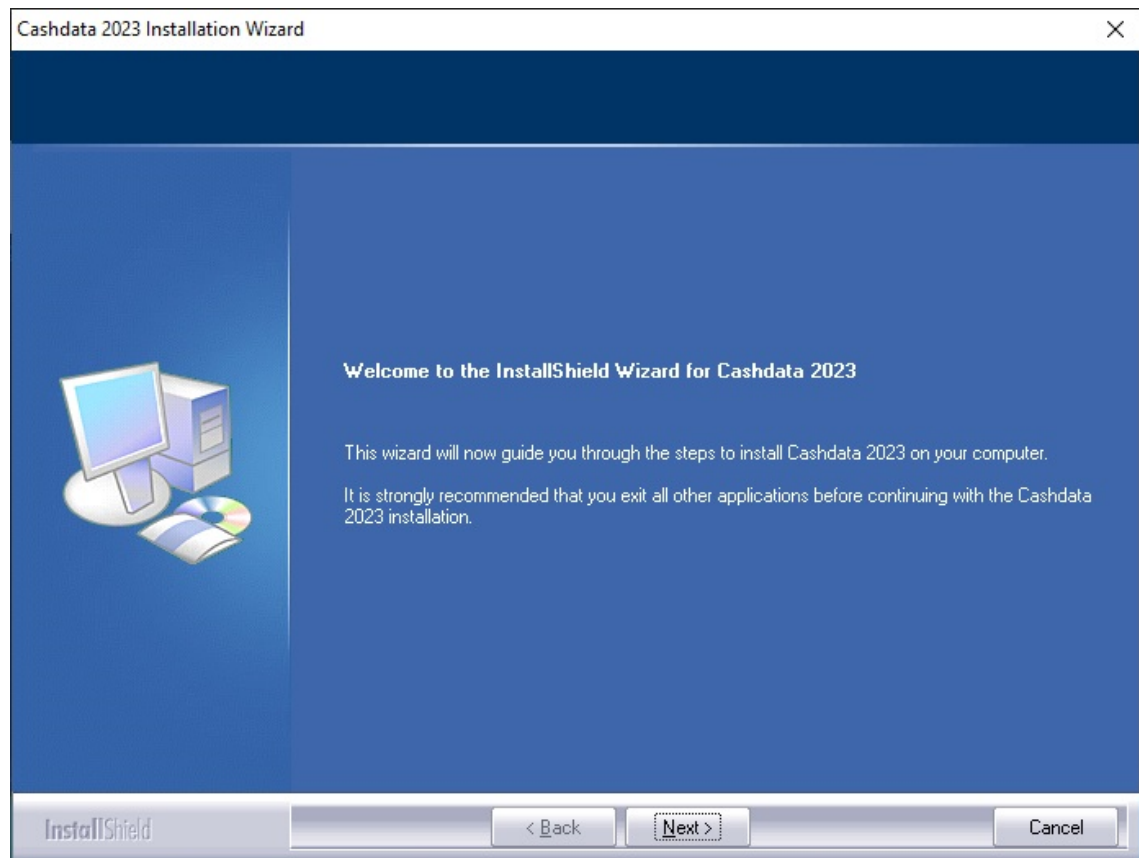 Cashdata 2023 Installation Wizard
Welcome to the InstallShield Wizard for Cashdata 2023
This wizard will now guide you through the steps to install Cashdata 2023 on your computer.
It is strongly recommended that you exit all other applications before continuing with the Cashdata
2023 installation.
InstallShield
< Back
Next >
Cancel